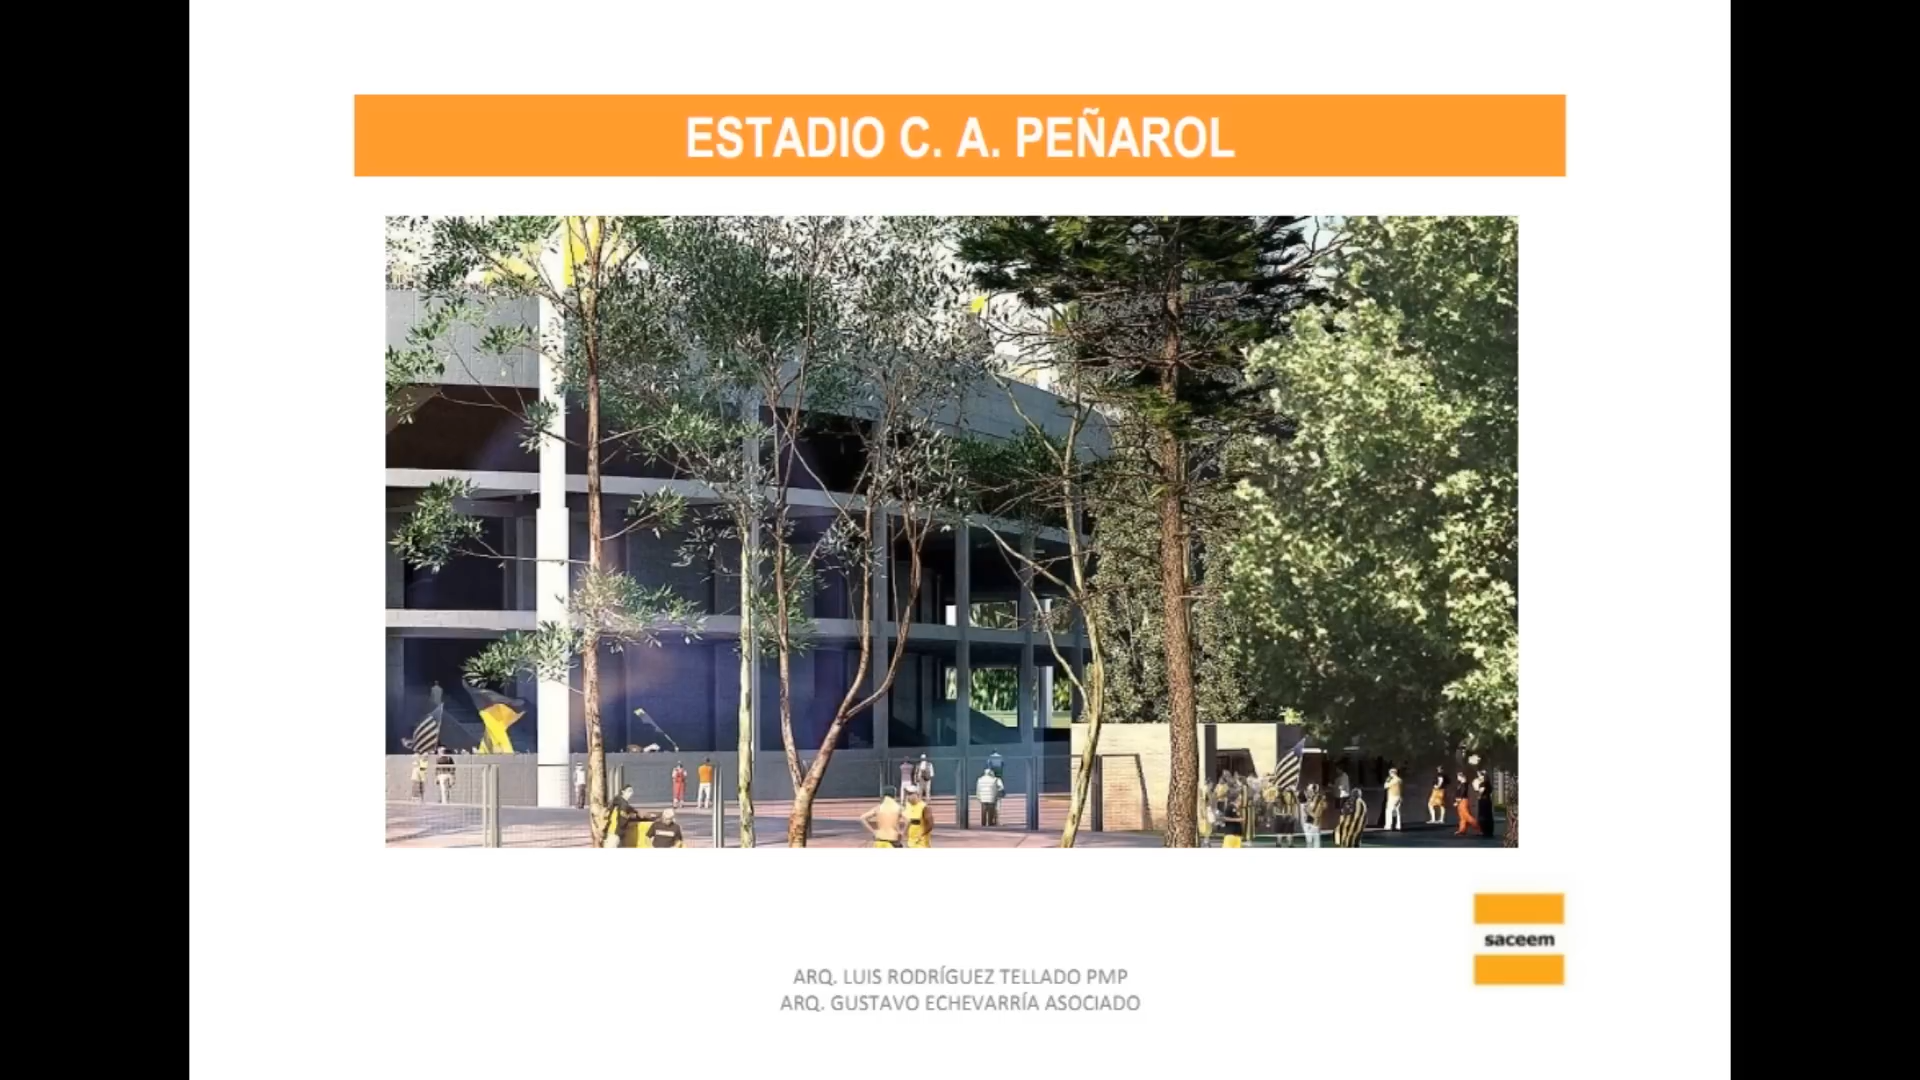 ESTADIO C. A. PEÑAROL
saceem
ARQ. LUIS RODRÍGUEZ TELLADO PMP
ARQ. GUSTAVO ECHEVARRÍA ASOCIADO